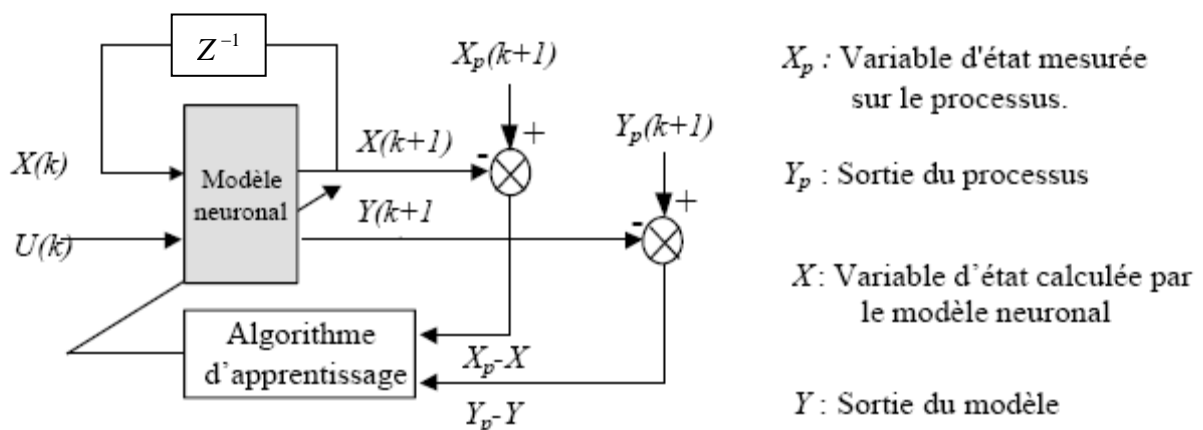 Z⁻¹
X_p(k+1)
Y_p(k+1)
X(k)
U(k)
Modèle
neuronal
X(k+1)
Y(k+1
-
+
-
+
Algorithme
d'apprentissage
X_p-X
Y_p-Y
X_p : Variable d'état mesurée
sur le processus.
Y_p : Sortie du processus
X : Variable d'état calculée par
le modèle neuronal
Y : Sortie du modèle